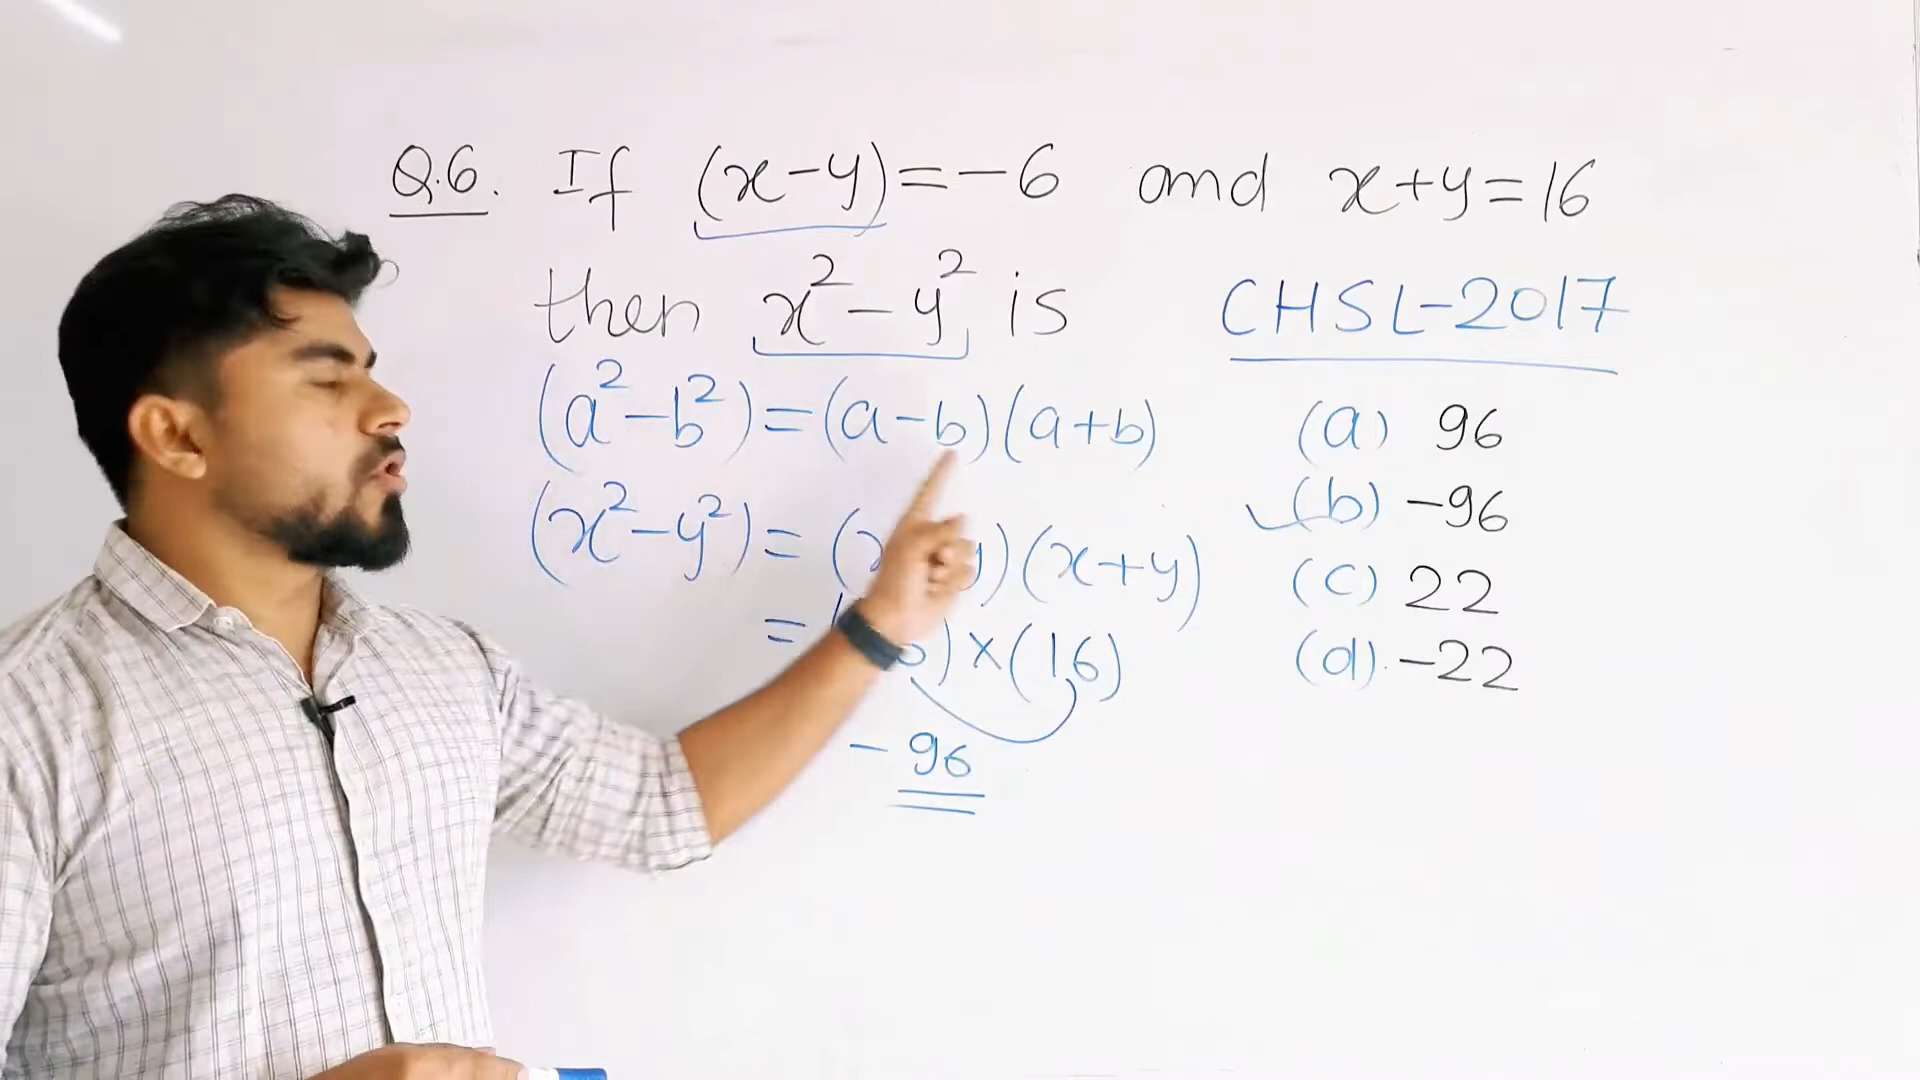 Q.6. If (x-y)=-6 and x+y=16
then x²-y² is CHSL-2017
(a²-b²)=(a-b)(a+b)
(x²-y²)= (x y)(x+y)
= ) ×(16)
-96
(a) 96
(b) -96
(c) 22
(d) -22